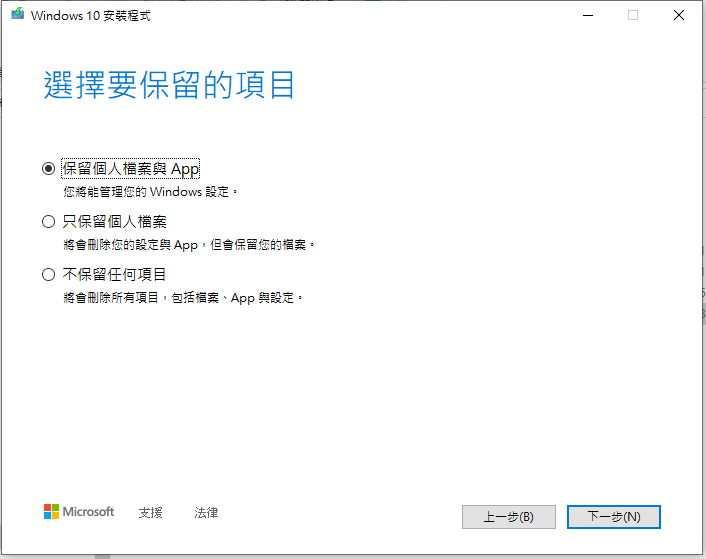 Windows 10 安裝程式
選擇要保留的項目
保留個人檔案與 App
您將能管理您的 Windows 設定。
只保留個人檔案
將會刪除您的設定與 App，但會保留您的檔案。
不保留任何項目
將會刪除所有項目，包括檔案、App 與設定。
Microsoft 支援 法律 上一步(B) 下一步(N)